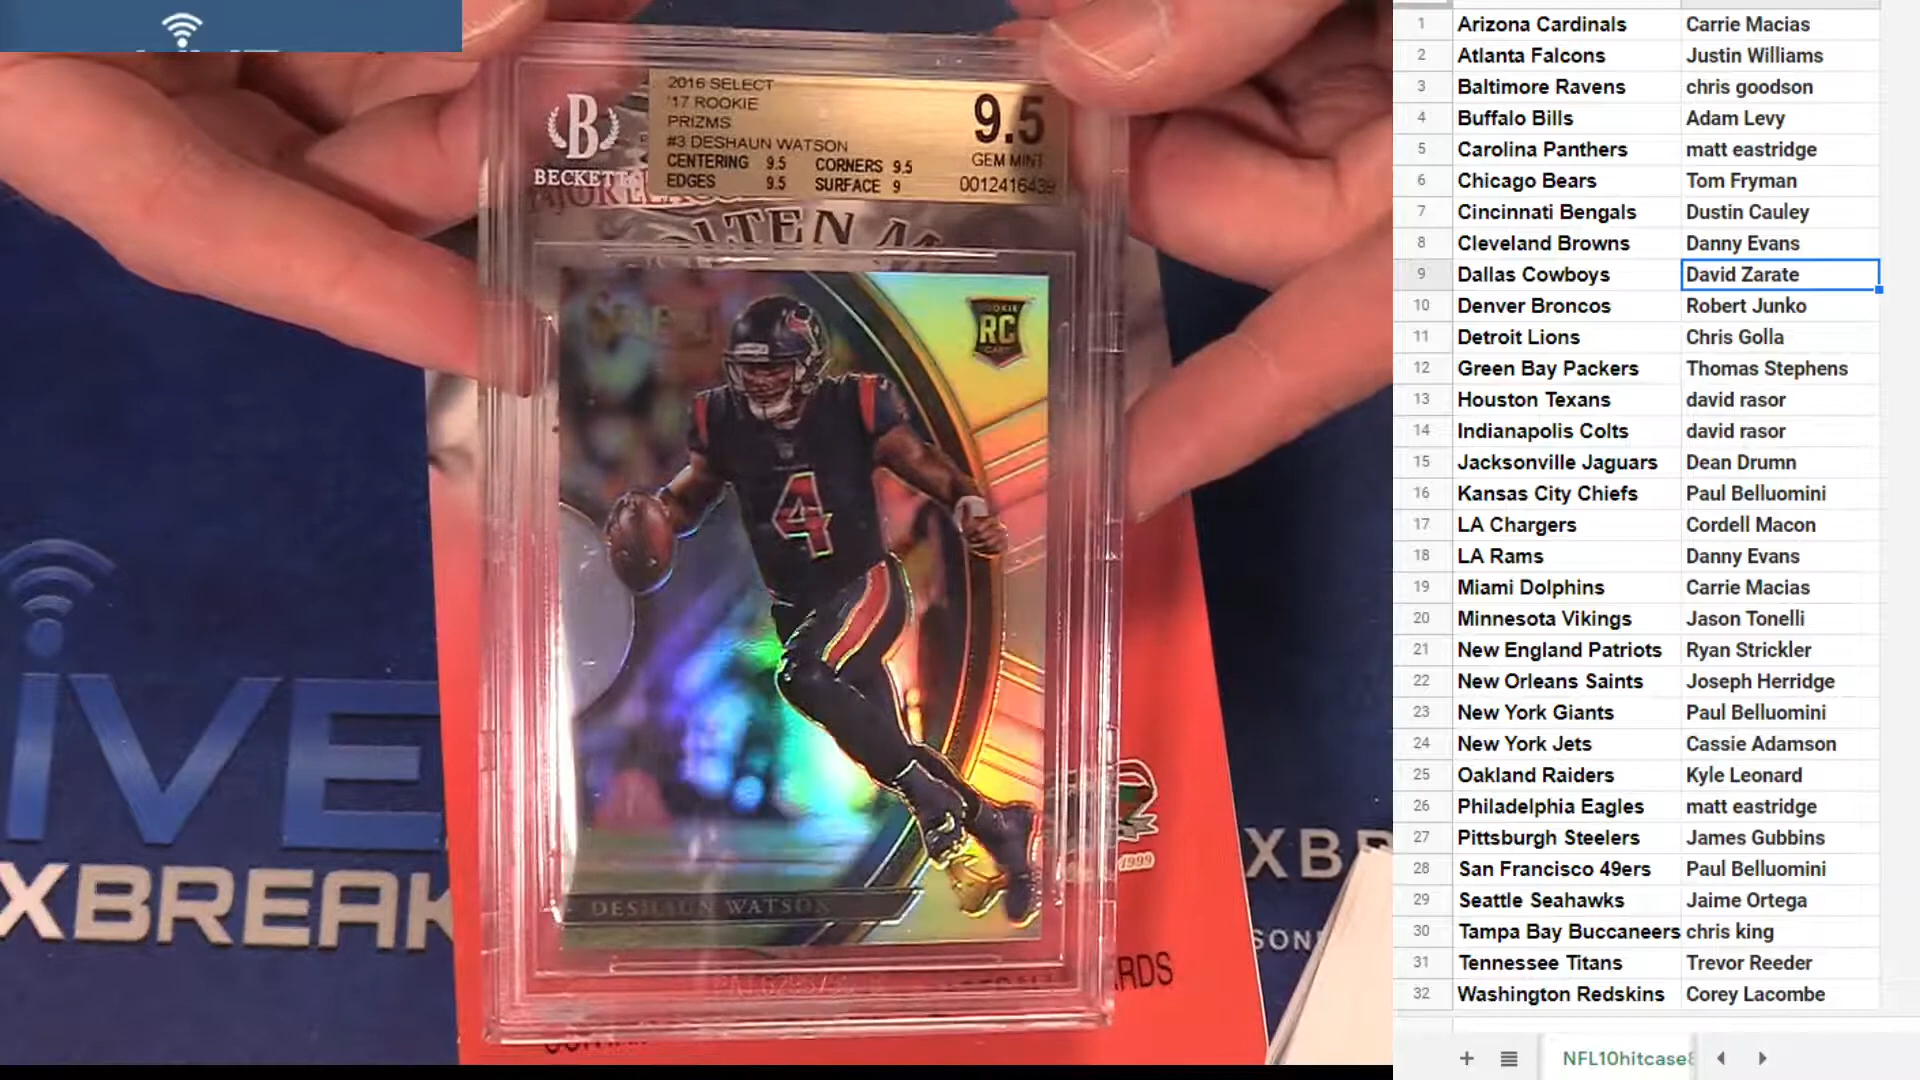 2016 SELECT
'17 ROOKIE
PRIZMS
#3 DESHAUN WATSON
CENTERING 9.5 CORNERS 9.5
EDGES 9.5 SURFACE 9
9.5
GEM MINT
0012416439
B
BECKETT
ROOKIE
RC
CARD
4
DESHAUN WATSON
iVE
XBREAK
XBR
1999
RDS
1 Arizona Cardinals Carrie Macias
2 Atlanta Falcons Justin Williams
3 Baltimore Ravens chris goodson
4 Buffalo Bills Adam Levy
5 Carolina Panthers matt eastridge
6 Chicago Bears Tom Fryman
7 Cincinnati Bengals Dustin Cauley
8 Cleveland Browns Danny Evans
9 Dallas Cowboys David Zarate
10 Denver Broncos Robert Junko
11 Detroit Lions Chris Golla
12 Green Bay Packers Thomas Stephens
13 Houston Texans david rasor
14 Indianapolis Colts david rasor
15 Jacksonville Jaguars Dean Drumn
16 Kansas City Chiefs Paul Belluomini
17 LA Chargers Cordell Macon
18 LA Rams Danny Evans
19 Miami Dolphins Carrie Macias
20 Minnesota Vikings Jason Tonelli
21 New England Patriots Ryan Strickler
22 New Orleans Saints Joseph Herridge
23 New York Giants Paul Belluomini
24 New York Jets Cassie Adamson
25 Oakland Raiders Kyle Leonard
26 Philadelphia Eagles matt eastridge
27 Pittsburgh Steelers James Gubbins
28 San Francisco 49ers Paul Belluomini
29 Seattle Seahawks Jaime Ortega
30 Tampa Bay Buccaneers chris king
31 Tennessee Titans Trevor Reeder
32 Washington Redskins Corey Lacombe
NFL10hitcase